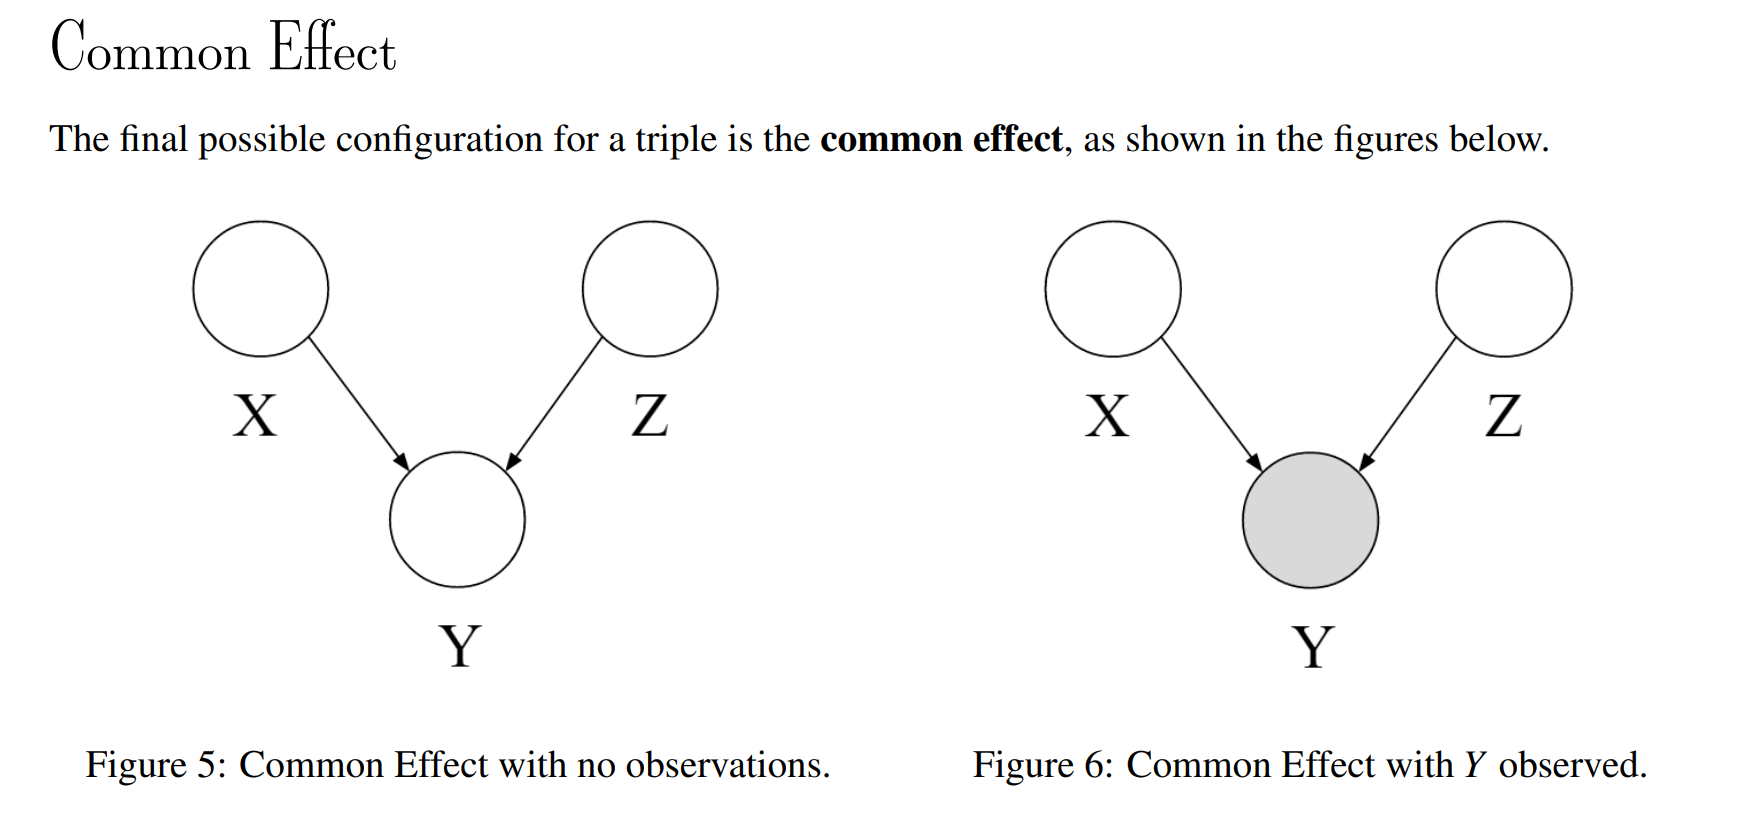 Common Effect
The final possible configuration for a triple is the common effect, as shown in the figures below.
X
Z
X
Z
Y
Y
Figure 5: Common Effect with no observations.
Figure 6: Common Effect with Y observed.